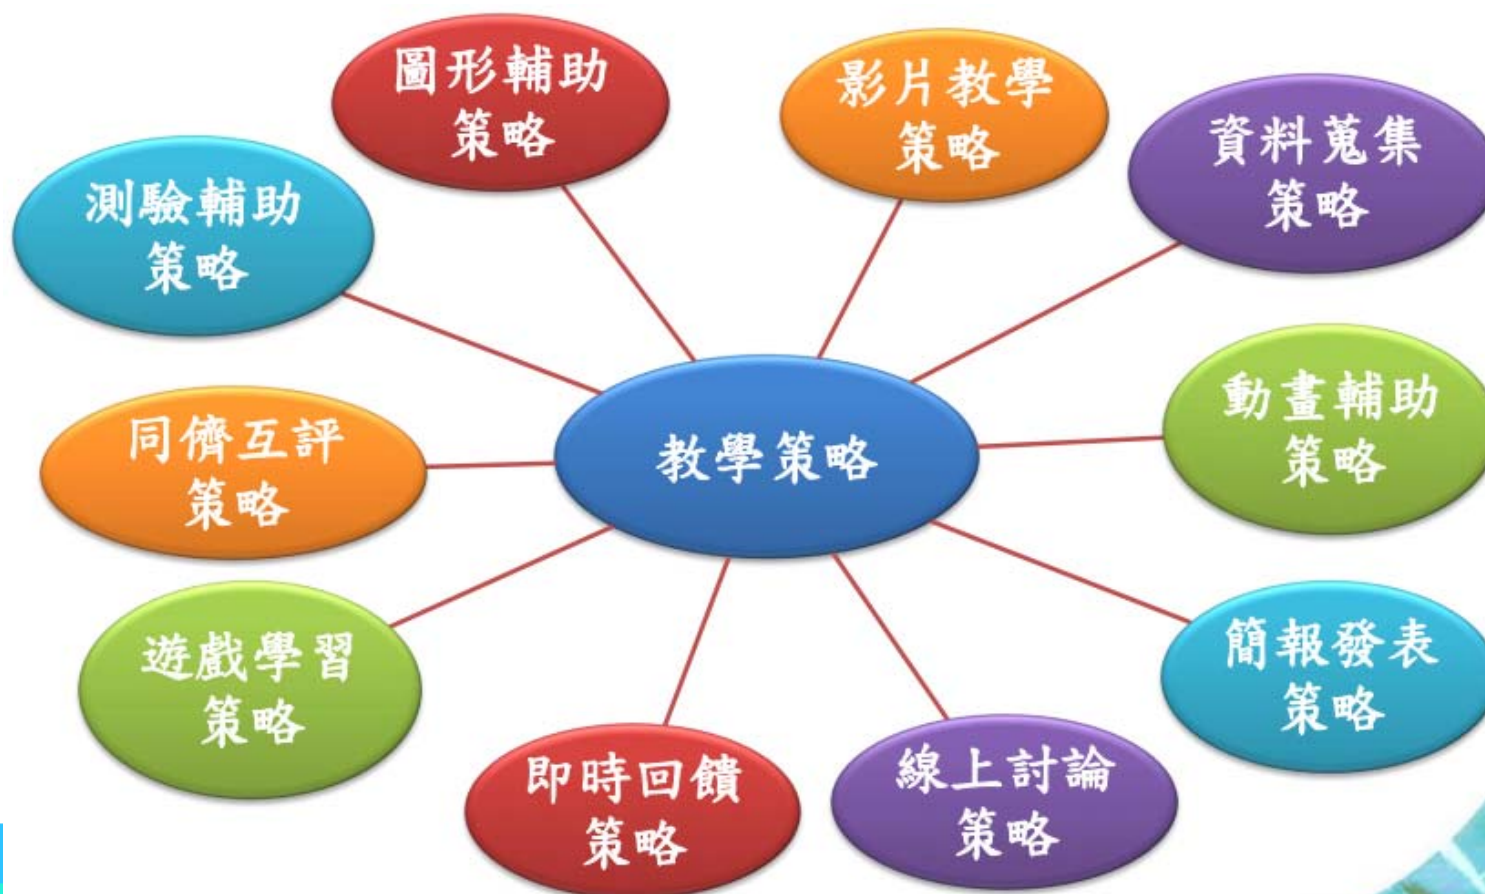 圖形輔助
策略
影片教學
策略
資料蒐集
策略
測驗輔助
策略
動畫輔助
策略
教學策略
同儕互評
策略
遊戲學習
策略
簡報發表
策略
即時回饋
策略
線上討論
策略